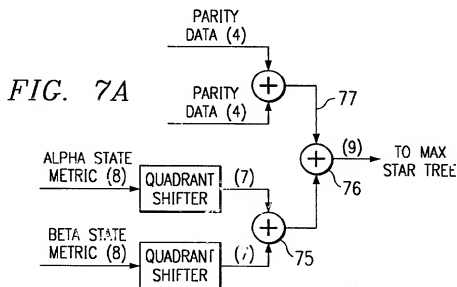 PARITY
DATA (4)
FIG. 7A
PARITY
DATA (4)
77
(9)
TO MAX
STAR TREE
76
ALPHA STATE
METRIC (8)
QUADRANT
SHIFTER
(7)
75
BETA STATE
METRIC (8)
QUADRANT
SHIFTER
(7)